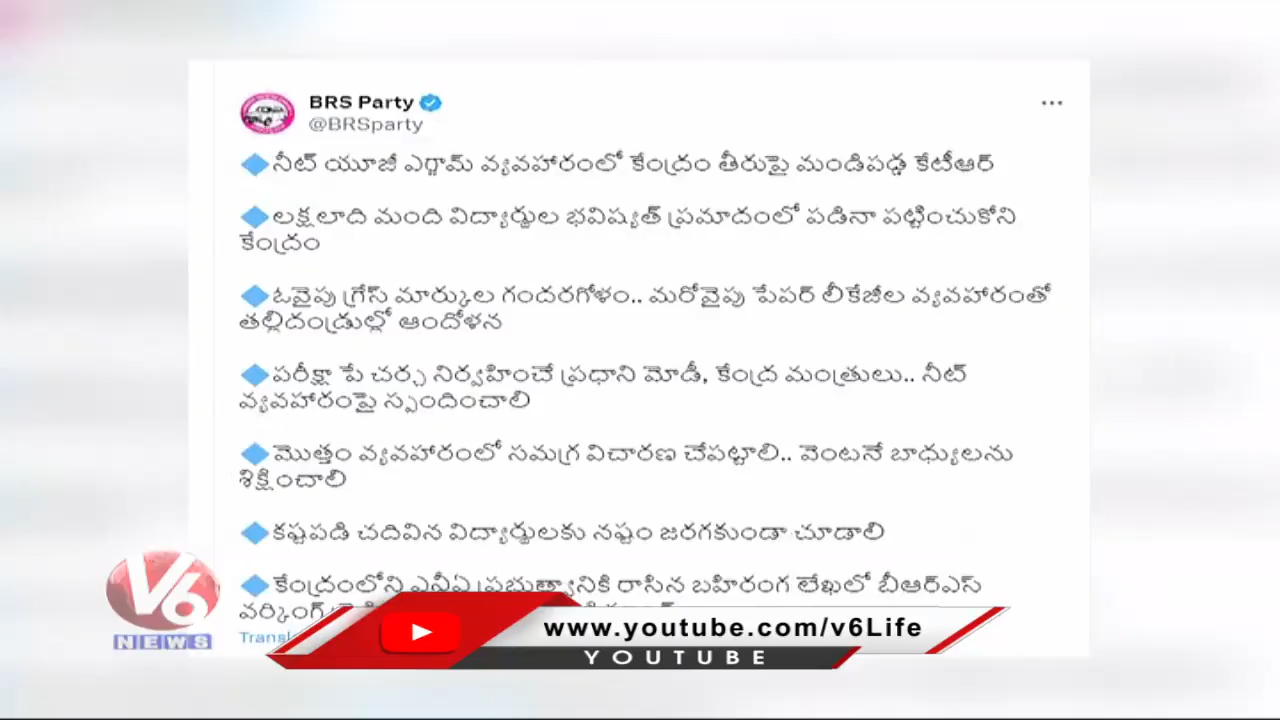 BRS Party
@BRSparty
నీట్ యూజీ ఎగ్జామ్ వ్యవహారంలో కేంద్రం తీరుపై మండిపడ్డ కేటీఆర్
లక్షలాది మంది విద్యార్థుల భవిష్యత్ ప్రమాదంలో పడినా పట్టించుకోని
కేంద్రం
ఓవైపు గ్రేస్ మార్కుల గందరగోళం.. మరోవైపు పేపర్ లీకేజీల వ్యవహారంతో
తల్లిదండ్రుల్లో ఆందోళన
పరీక్షా పే చర్చ నిర్వహించే ప్రధాని మోడీ, కేంద్ర మంత్రులు.. నీట్
వ్యవహారంపై స్పందించాలి
మొత్తం వ్యవహారంలో సమగ్ర విచారణ చేపట్టాలి.. వెంటనే బాధ్యులను
శిక్షించాలి
కష్టపడి చదివిన విద్యార్థులకు నష్టం జరగకుండా చూడాలి
కేంద్రంలోని ఎన్డీఏ ప్రభుత్వానికి రాసిన బహిరంగ లేఖలో బీఆర్ఎస్
వర్కింగ్
V6
NEWS
www.youtube.com/v6Life
YOUTUBE